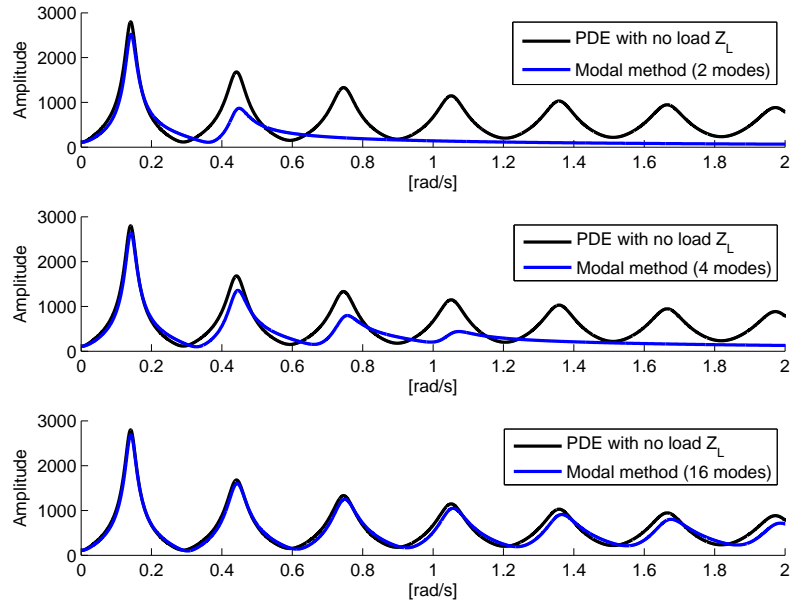 3000
2000
1000
0
Amplitude
PDE with no load Z_L
Modal method (2 modes)
0 0.2 0.4 0.6 0.8 1 1.2 1.4 1.6 1.8 2
[rad/s]
3000
2000
1000
0
Amplitude
PDE with no load Z_L
Modal method (4 modes)
0 0.2 0.4 0.6 0.8 1 1.2 1.4 1.6 1.8 2
[rad/s]
3000
2000
1000
0
Amplitude
PDE with no load Z_L
Modal method (16 modes)
0 0.2 0.4 0.6 0.8 1 1.2 1.4 1.6 1.8 2
[rad/s]